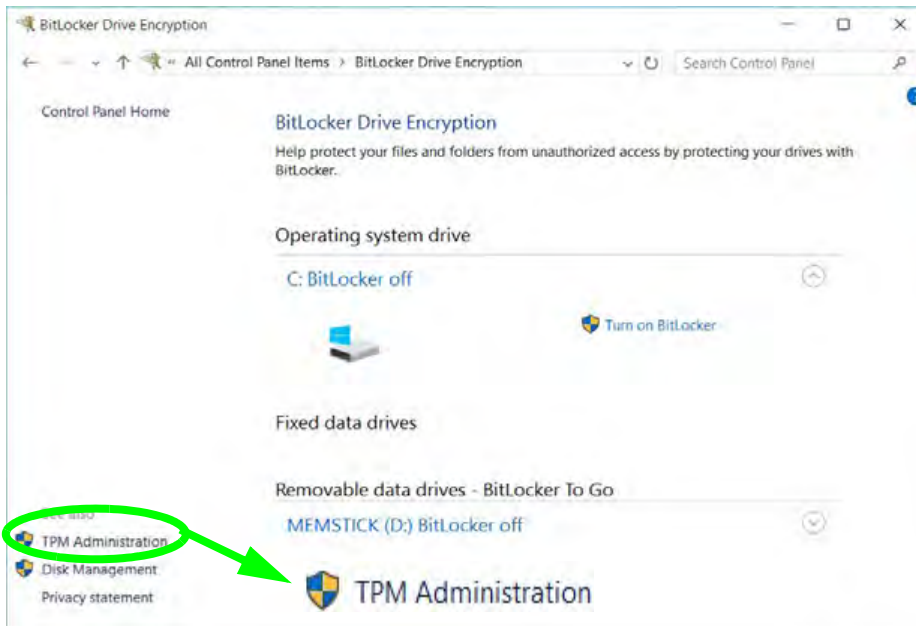 BitLocker Drive Encryption
« All Control Panel Items > BitLocker Drive Encryption
Search Control Panel
Control Panel Home
BitLocker Drive Encryption
Help protect your files and folders from unauthorized access by protecting your drives with
BitLocker.
Operating system drive
C: BitLocker off
Turn on BitLocker
Fixed data drives
Removable data drives - BitLocker To Go
MEMSTICK (D:) BitLocker off
See also
TPM Administration
Disk Management
Privacy statement
TPM Administration